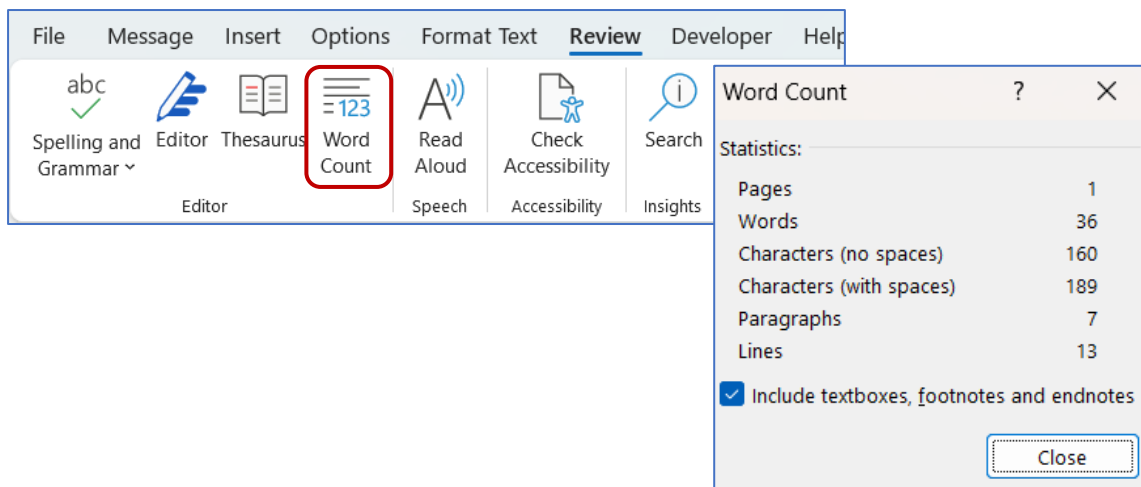 File Message Insert Options Format Text Review Developer Help
abc
123
Spelling and Grammar
Editor
Thesaurus
Word Count
Read Aloud
Check Accessibility
Search
Editor
Speech
Accessibility
Insights
Word Count ? ×
Statistics:
Pages 1
Words 36
Characters (no spaces) 160
Characters (with spaces) 189
Paragraphs 7
Lines 13
Include textboxes, footnotes and endnotes
Close